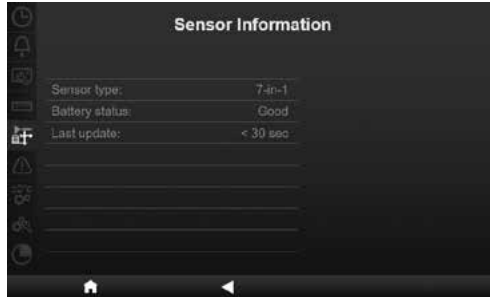 Sensor Information
Sensor type: 7-in-1
Battery status: Good
Last update: < 30 sec